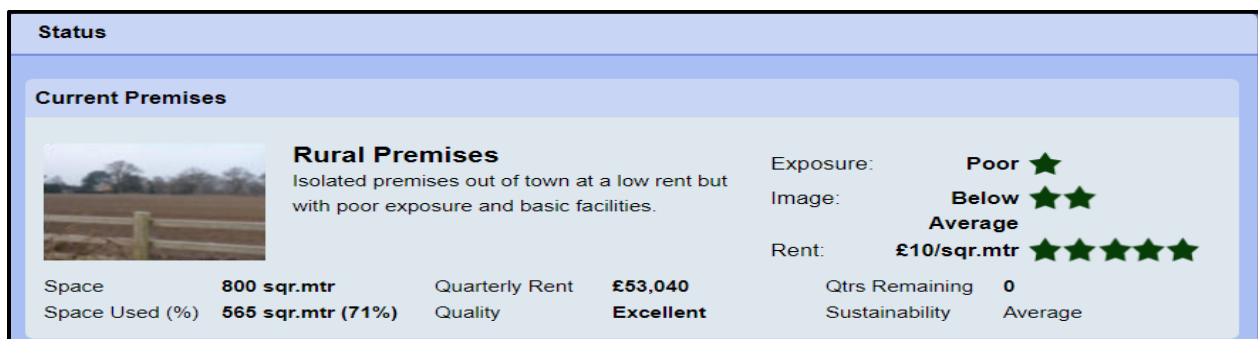 Status
Current Premises
Rural Premises
Isolated premises out of town at a low rent but
with poor exposure and basic facilities.
Exposure: Poor
Image: Below
Average
Rent: £10/sqr.mtr
Space 800 sqr.mtr Quarterly Rent £53,040 Qtrs Remaining 0
Space Used (%) 565 sqr.mtr (71%) Quality Excellent Sustainability Average